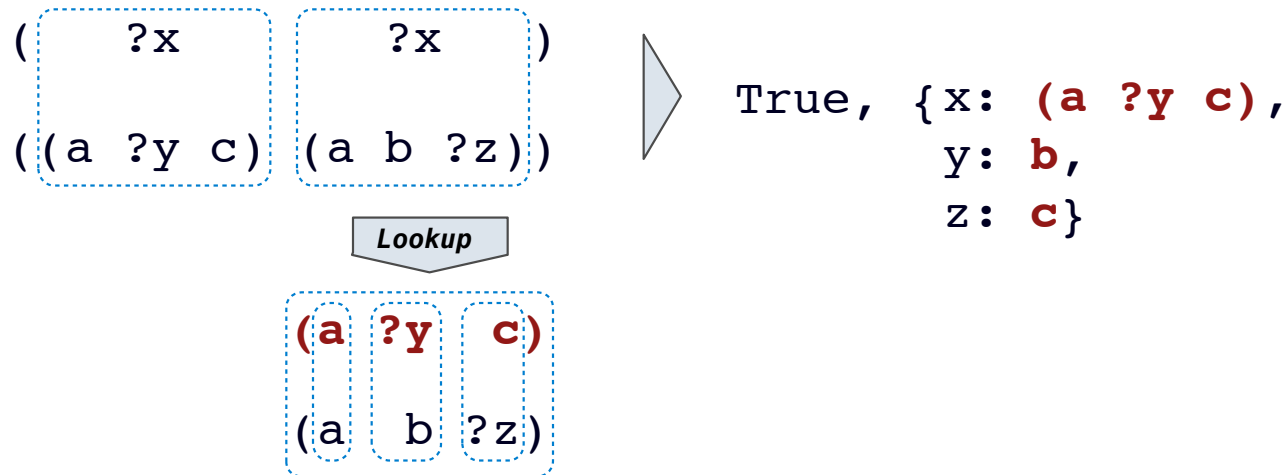 ( ?x ?x )
((a ?y c) (a b ?z))
True, {x: (a ?y c),
y: b,
z: c}
Lookup
(a ?y c)
(a b ?z)